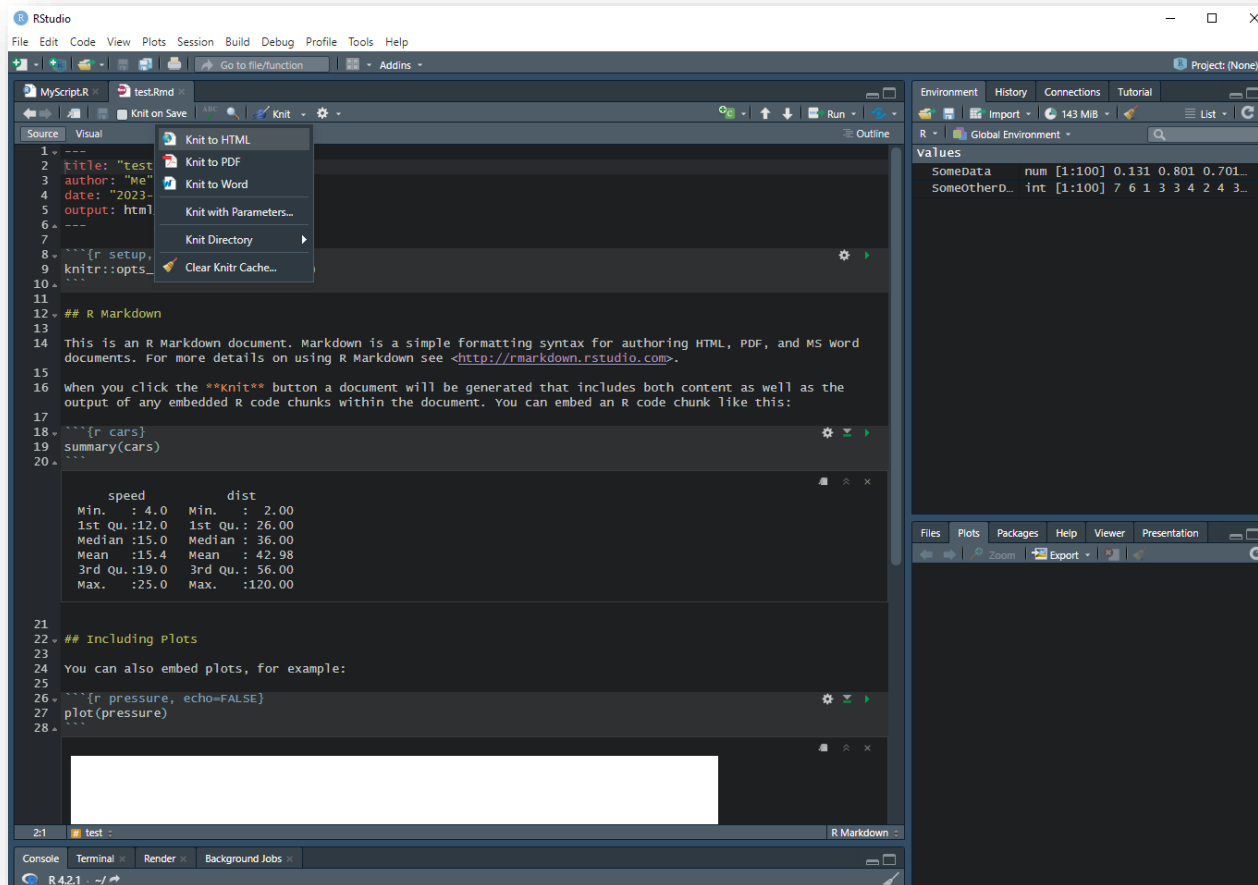 RStudio
File Edit Code View Plots Session Build Debug Profile Tools Help
Go to file/function Addins Project: (None)
MyScript.R test.Rmd
Knit on Save ABC Knit Run
Source Visual Outline
Knit to HTML
Knit to PDF
Knit to Word
Knit with Parameters...
Knit Directory
Clear Knitr Cache...
1 ---
2 title: "test
3 author: "Me"
4 date: "2023-
5 output: html
6 ---
7
8 ```{r setup,
9 knitr::opts_ )
10 ```
11
12 ## R Markdown
13
14 This is an R Markdown document. Markdown is a simple formatting syntax for authoring HTML, PDF, and MS Word
documents. For more details on using R Markdown see <http://rmarkdown.rstudio.com>.
15
16 When you click the **Knit** button a document will be generated that includes both content as well as the
output of any embedded R code chunks within the document. You can embed an R code chunk like this:
17
18 ```{r cars}
19 summary(cars)
20 ```
speed dist
Min. : 4.0 Min. : 2.00
1st Qu.:12.0 1st Qu.: 26.00
Median :15.0 Median : 36.00
Mean :15.4 Mean : 42.98
3rd Qu.:19.0 3rd Qu.: 56.00
Max. :25.0 Max. :120.00
21
22 ## Including Plots
23
24 You can also embed plots, for example:
25
26 ```{r pressure, echo=FALSE}
27 plot(pressure)
28 ```
2:1 # test R Markdown
Console Terminal Render Background Jobs
R 4.2.1 · ~/
Environment History Connections Tutorial
Import 143 MiB List
R Global Environment
Values
SomeData num [1:100] 0.131 0.801 0.701…
SomeOtherD… int [1:100] 7 6 1 3 3 4 2 4 3…
Files Plots Packages Help Viewer Presentation
Zoom Export